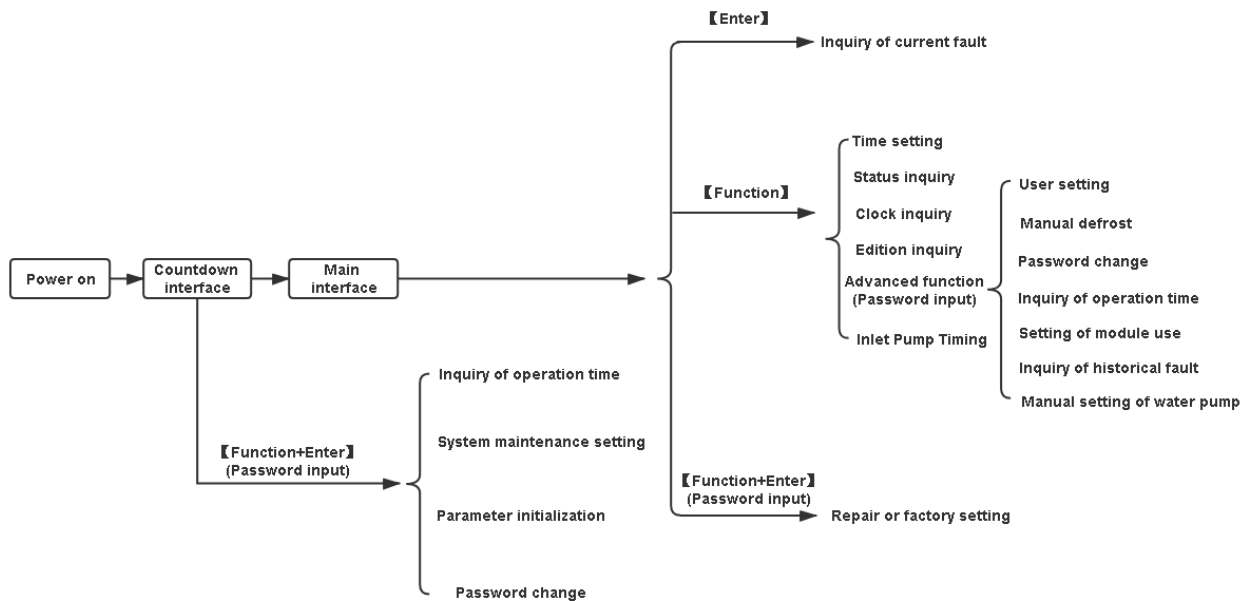 【Enter】
Inquiry of current fault
【Function】
Time setting
Status inquiry
Clock inquiry
Edition inquiry
Advanced function
(Password input)
Inlet Pump Timing
User setting
Manual defrost
Password change
Inquiry of operation time
Setting of module use
Inquiry of historical fault
Manual setting of water pump
Power on
Countdown
interface
Main
interface
【Function+Enter】
(Password input)
Inquiry of operation time
System maintenance setting
Parameter initialization
Password change
【Function+Enter】
(Password input)
Repair or factory setting